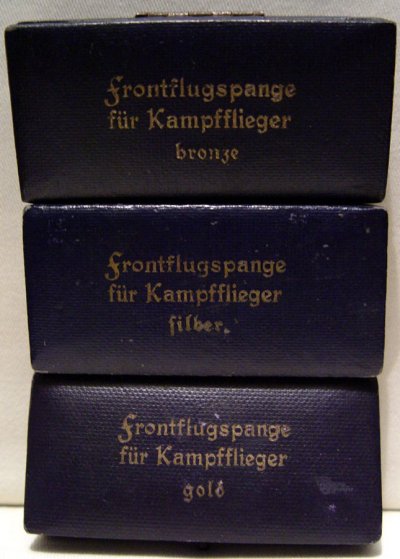 Frontflugspange
für Kampfflieger
bronze
Frontflugspange
für Kampfflieger
silber.
Frontflugspange
für Kampfflieger
gold